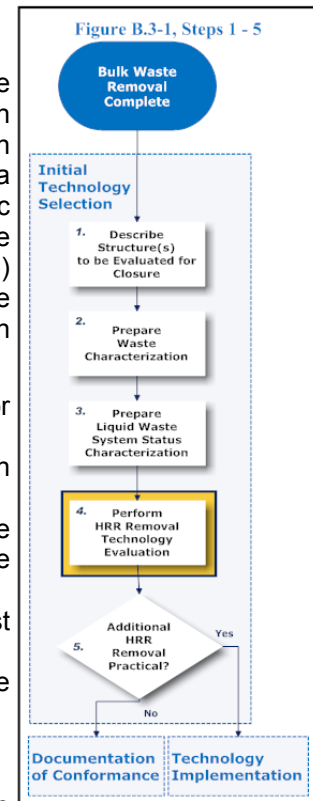 Figure B.3-1, Steps 1 - 5
Bulk Waste
Removal
Complete
Initial
Technology
Selection
1. Describe
Structure(s)
to be Evaluated for
Closure
2. Prepare
Waste
Characterization
3. Prepare
Liquid Waste
System Status
Characterization
4. Perform
HRR Removal
Technology
Evaluation
5. Additional
HRR
Removal
Practical?
Yes
No
Documentation
of Conformance
Technology
Implementation